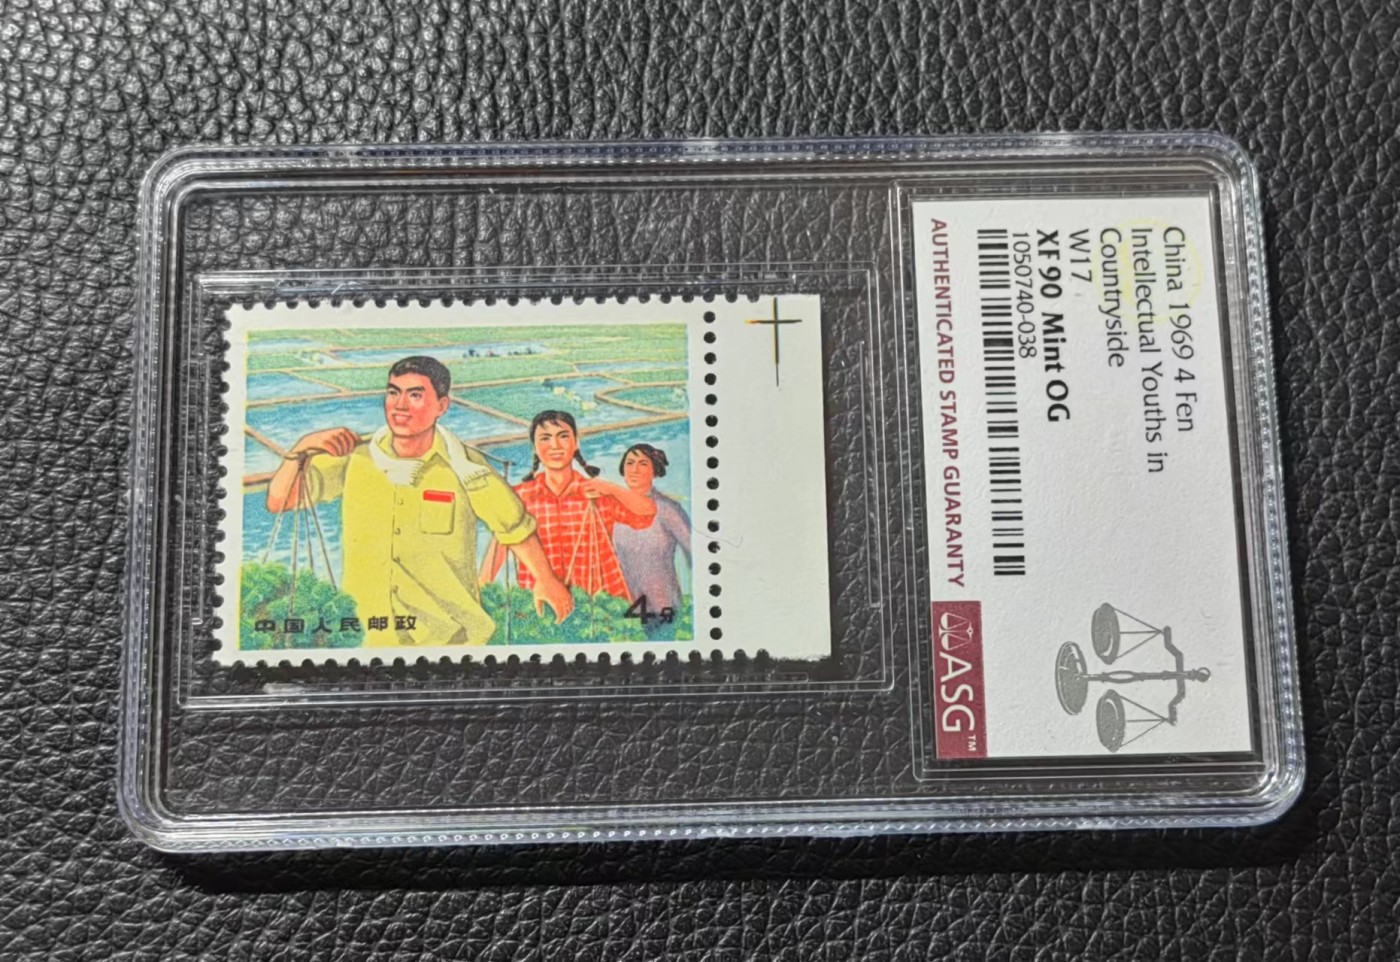 中国人民邮政
4分
China 1969 4 Fen
Intellectual Youths in
Countryside
W17
XF 90 Mint OG
1050740-038
AUTHENTICATED STAMP GUARANTY
ASG™